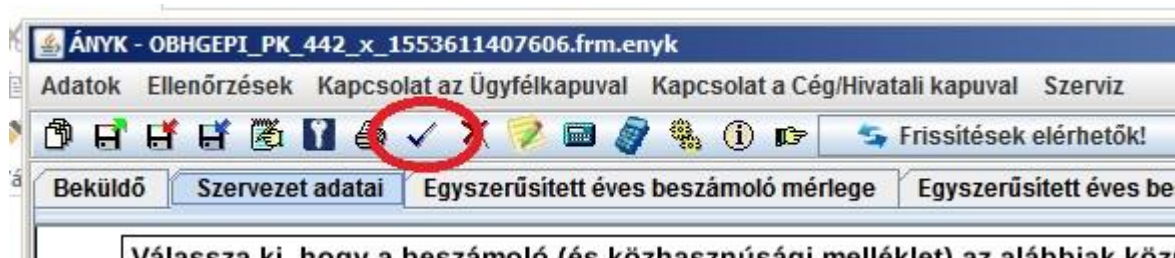 ÁNYK - OBHGEPI_PK_442_x_1553611407606.frm.enyk
Adatok Ellenőrzések Kapcsolat az Ügyfélkapuval Kapcsolat a Cég/Hivatali kapuval Szerviz
Frissítések elérhetők!
Beküldő Szervezet adatai Egyszerűsített éves beszámoló mérlege Egyszerűsített éves be
Válassza ki, hogy a beszámoló (és közhasznúsági melléklet) az alábbiak köz